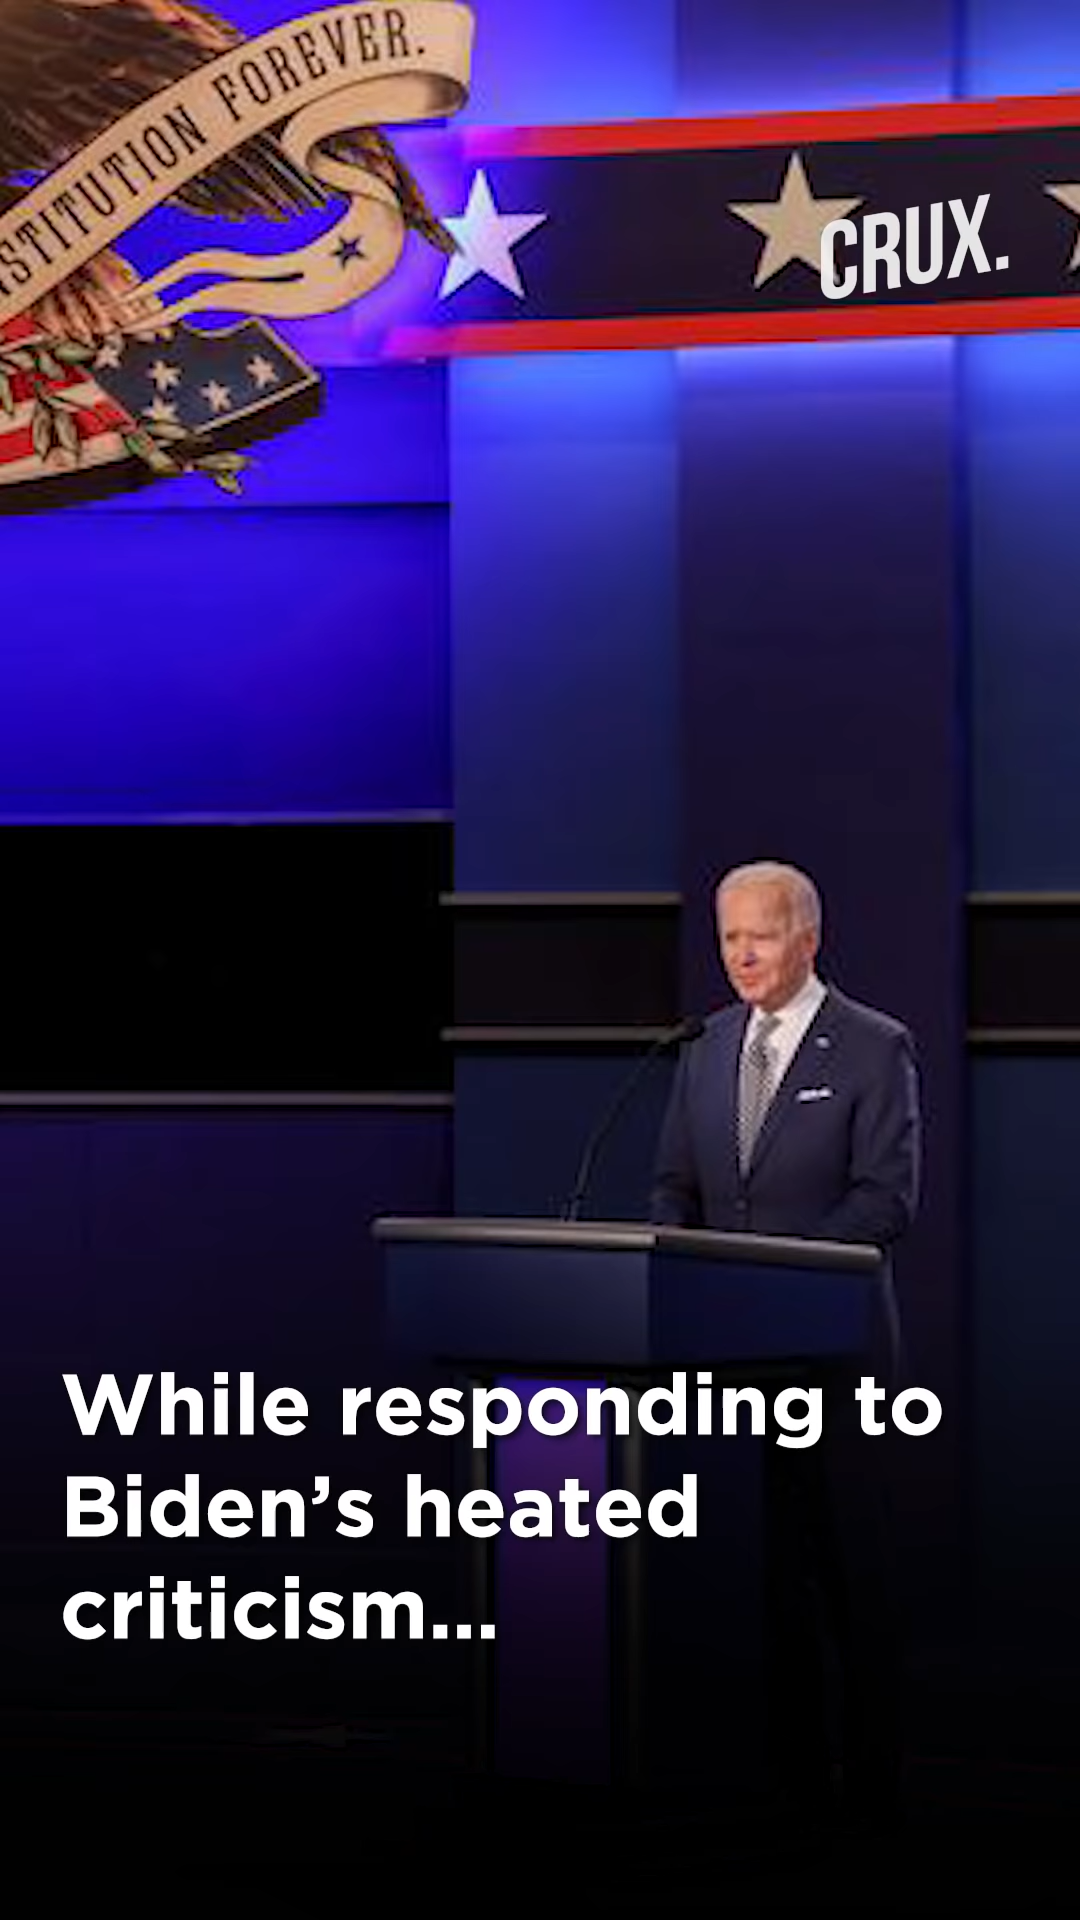 STITUTION FOREVER.
CRUX.
While responding to
Biden’s heated
criticism...